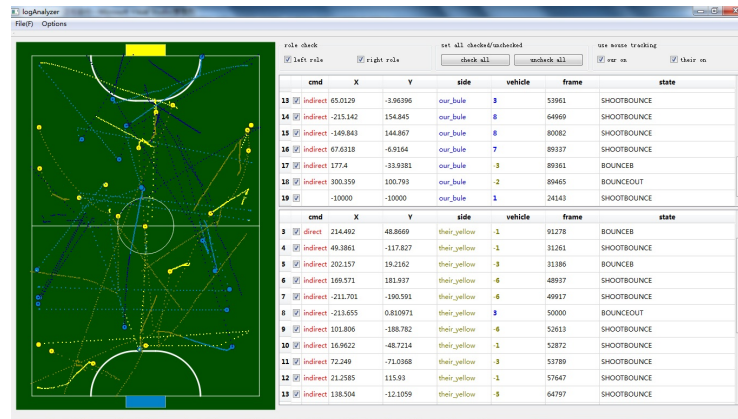 logAnalyzer
File(F) Options
role check set all checked/unchecked use mouse tracking
left role right role check all uncheck all our on their on
cmd X Y side vehicle frame state
13 indirect 65.0129 -3.96396 our_bule 3 53961 SHOOTBOUNCE
14 indirect -215.142 154.845 our_bule 8 64969 SHOOTBOUNCE
15 indirect -149.843 144.867 our_bule 8 80082 SHOOTBOUNCE
16 indirect 67.6318 -6.9164 our_bule 7 89337 SHOOTBOUNCE
17 indirect 177.4 -33.9381 our_bule -3 89361 BOUNCEB
18 indirect 300.359 100.793 our_bule -2 89465 BOUNCEOUT
19 -10000 -10000 our_bule 1 24143 SHOOTBOUNCE
cmd X Y side vehicle frame state
3 direct 214.492 48.8669 their_yellow -1 91278 BOUNCEB
4 indirect 49.3861 -117.827 their_yellow -1 31261 SHOOTBOUNCE
5 indirect 202.157 19.2162 their_yellow -3 31386 BOUNCEB
6 indirect 169.571 181.937 their_yellow -6 48937 SHOOTBOUNCE
7 indirect -211.701 -190.591 their_yellow -6 49917 SHOOTBOUNCE
8 indirect -213.655 0.810971 their_yellow 3 50000 BOUNCEOUT
9 indirect 101.806 -188.782 their_yellow -6 52613 SHOOTBOUNCE
10 indirect 16.9622 -48.7214 their_yellow -1 52872 SHOOTBOUNCE
11 indirect 72.249 -71.0368 their_yellow -3 53789 SHOOTBOUNCE
12 indirect 21.2585 115.93 their_yellow -1 57647 SHOOTBOUNCE
13 indirect 138.504 -12.1059 their_yellow -5 64797 SHOOTBOUNCE